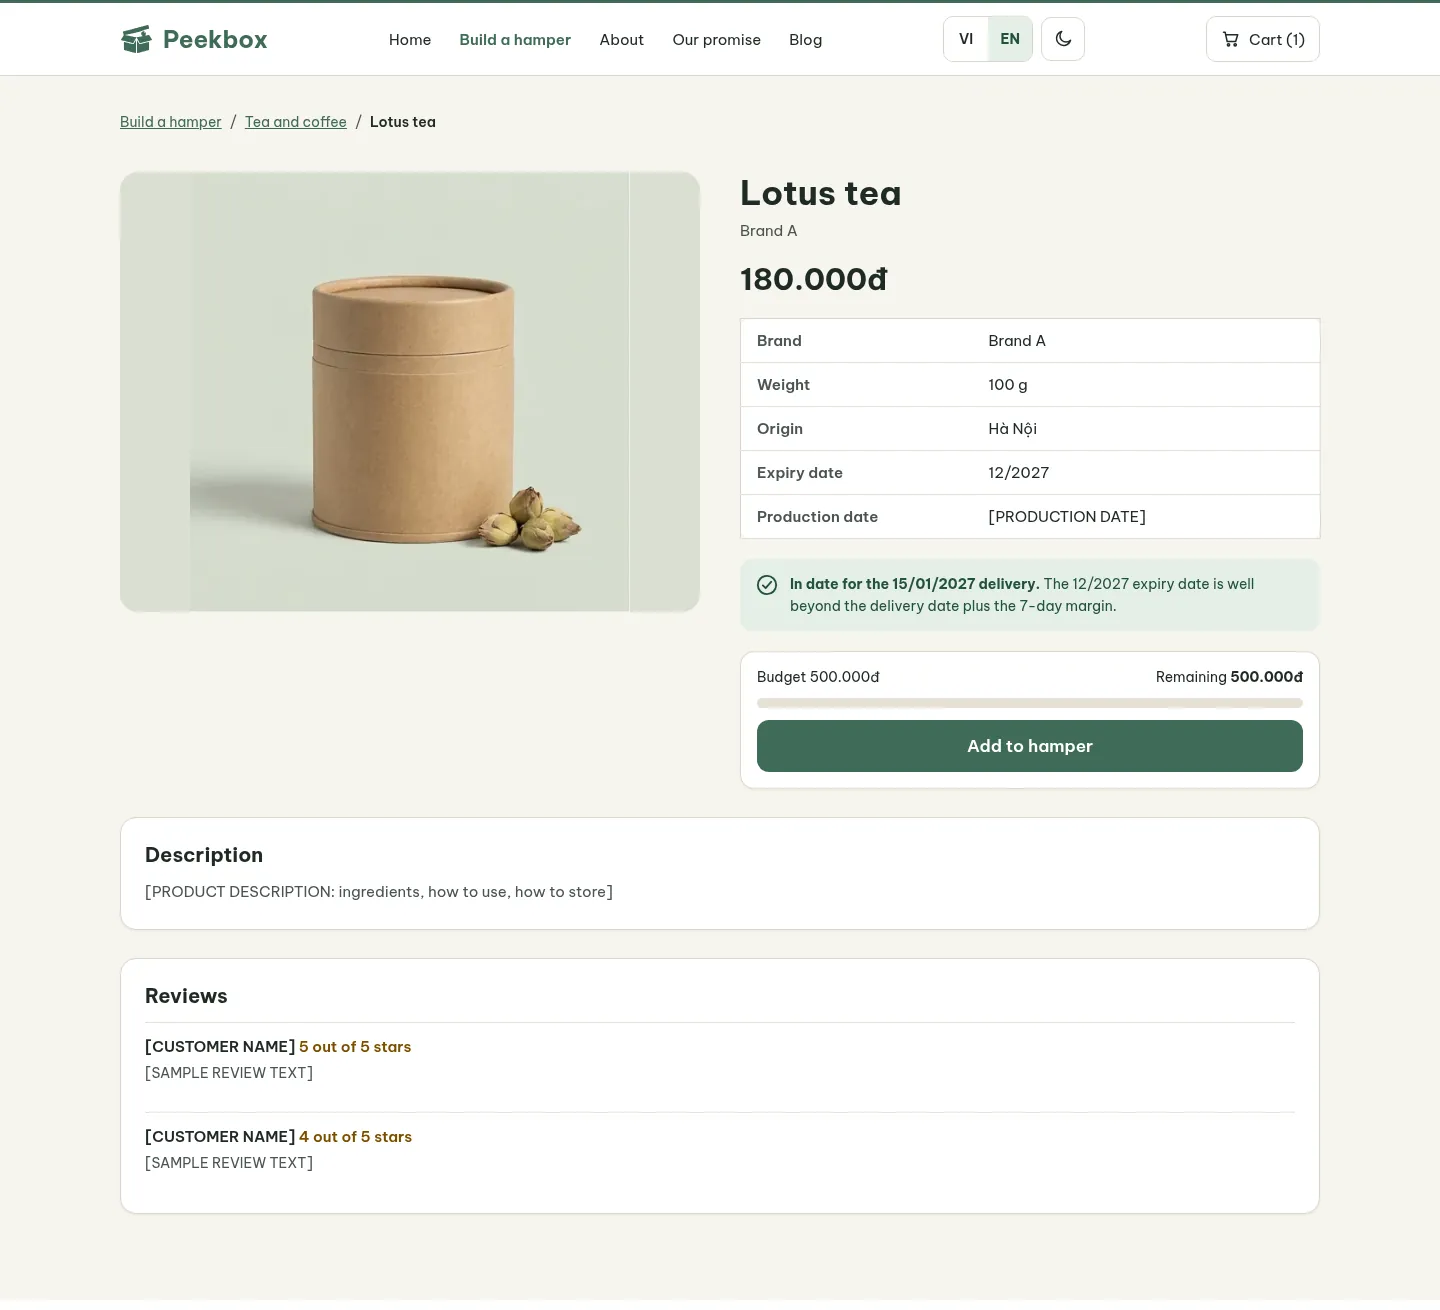 Peekbox
Home
Build a hamper
About
Our promise
Blog
VI
EN
Cart (1)
Build a hamper / Tea and coffee / Lotus tea
Lotus tea
Brand A
180.000đ
Brand Brand A
Weight 100 g
Origin Hà Nội
Expiry date 12/2027
Production date [PRODUCTION DATE]
In date for the 15/01/2027 delivery. The 12/2027 expiry date is well
beyond the delivery date plus the 7-day margin.
Budget 500.000đ
Remaining 500.000đ
Add to hamper
Description
[PRODUCT DESCRIPTION: ingredients, how to use, how to store]
Reviews
[CUSTOMER NAME] 5 out of 5 stars
[SAMPLE REVIEW TEXT]
[CUSTOMER NAME] 4 out of 5 stars
[SAMPLE REVIEW TEXT]